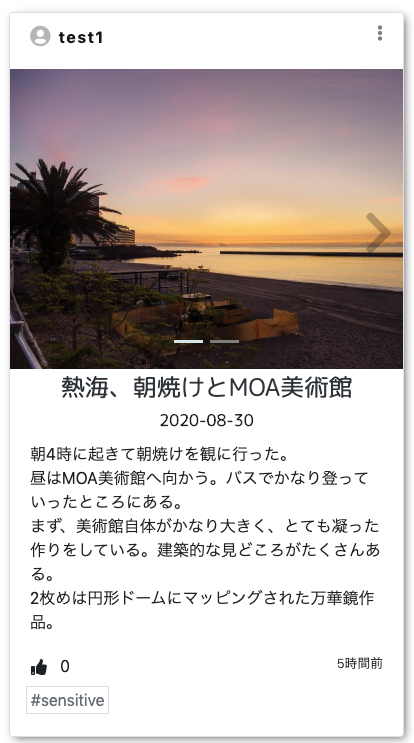 test1
熱海、朝焼けとMOA美術館
2020-08-30
朝4時に起きて朝焼けを観に行った。
昼はMOA美術館へ向かう。バスでかなり登って
いったところにある。
まず、美術館自体がかなり大きく、とても凝った
作りをしている。建築的な見どころがたくさんあ
る。
2枚めは円形ドームにマッピングされた万華鏡作
品。
0
5時間前
#sensitive